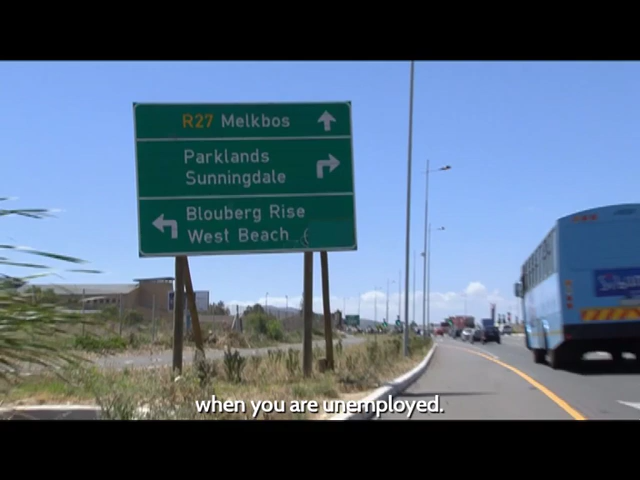 R27 Melkbos
Parklands
Sunningdale
Blouberg Rise
West Beach
when you are unemployed.